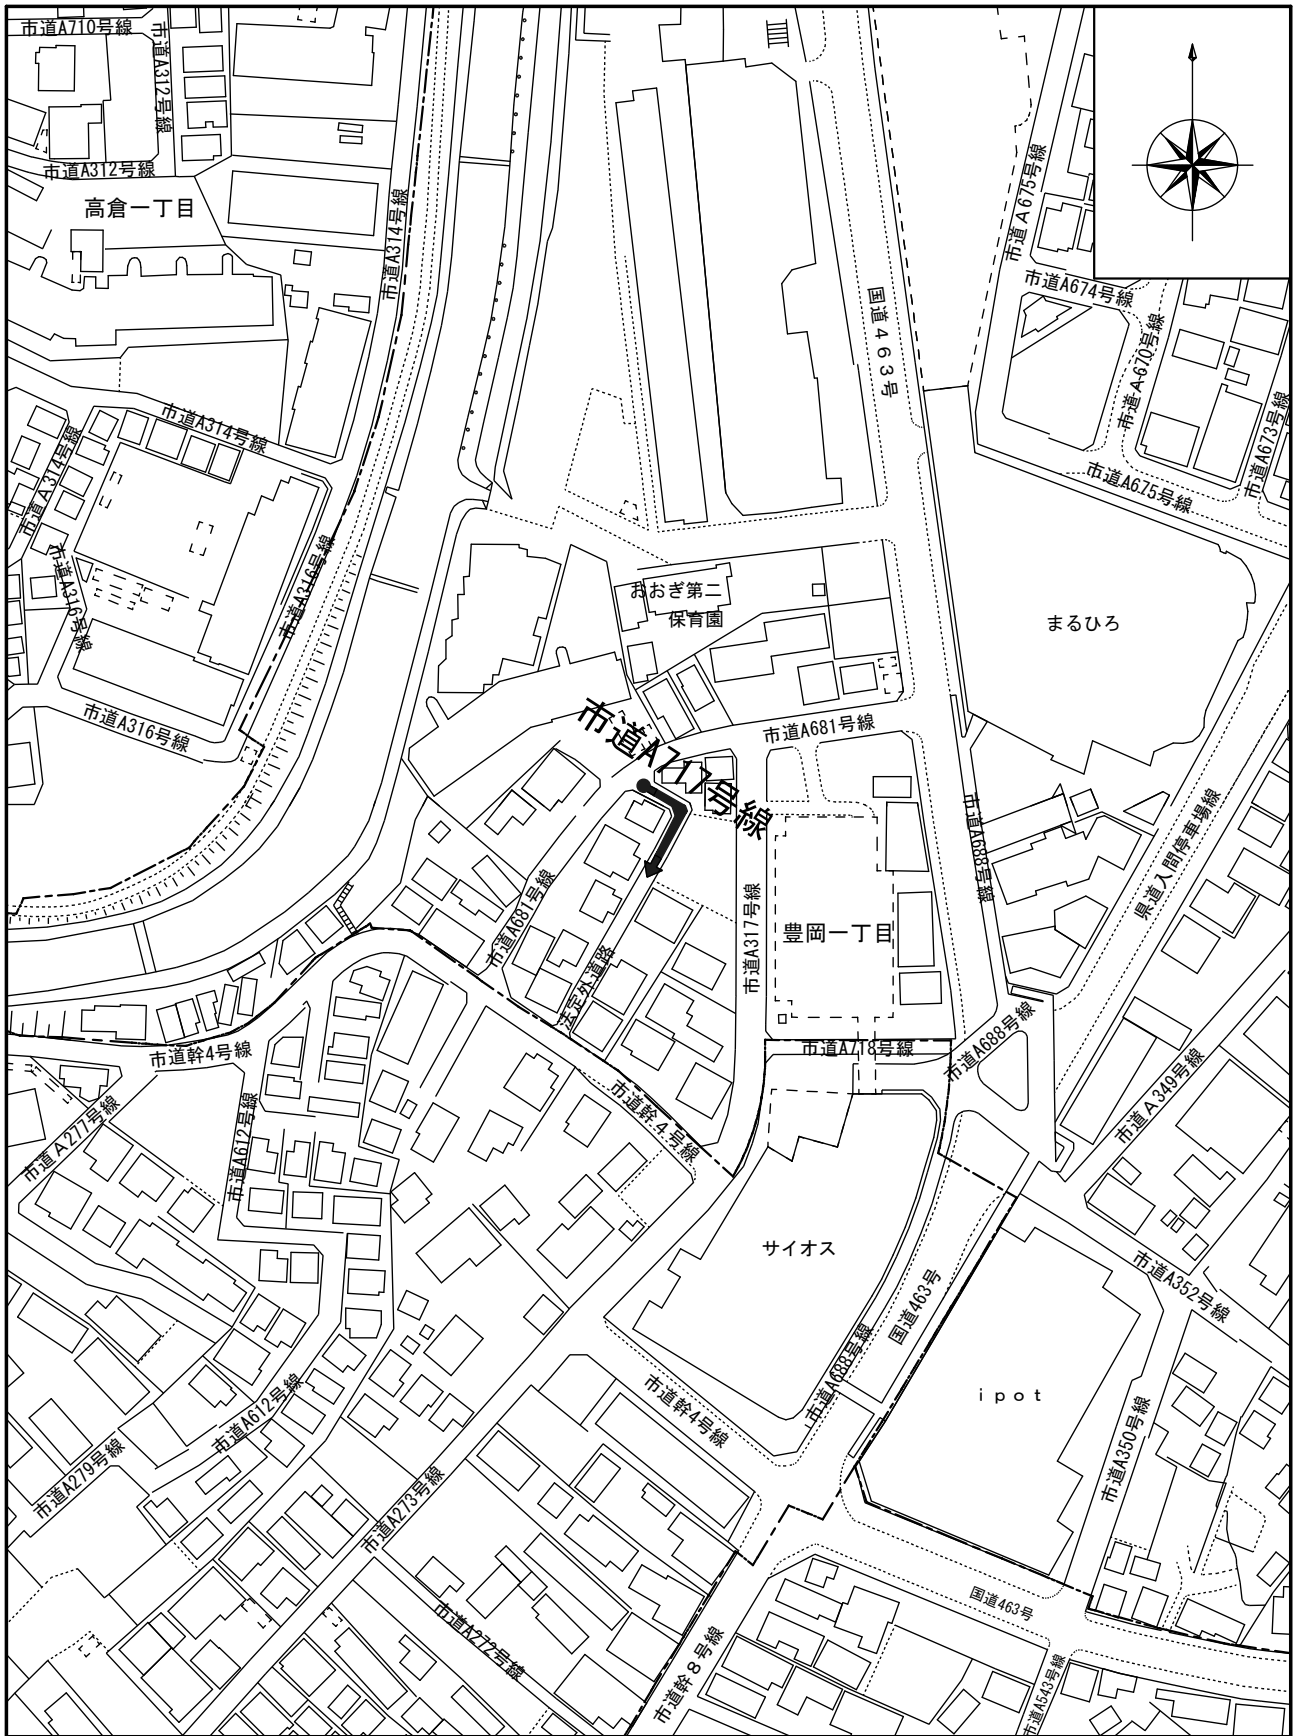 市道A710号線
市道A312号線
市道A312号線
高倉一丁目
市道A314号線
市道A675号線
市道A674号線
国道463号
市道A670号線
市道A673号線
市道A314号線
市道A314号線
市道A675号線
市道A316号線
市道A316号線
おおぎ第二
保育園
まるひろ
市道A316号線
市道A717号線
市道A681号線
市道A688号線
県道入間停車場線
市道A681号線
市道A317号線
豊岡一丁目
法定外道路
市道幹4号線
市道A718号線
市道A688号線
市道A349号線
市道A277号線
市道A612号線
市道幹4号線
サイオス
市道A352号線
国道463号
市道A688号線
ipot
市道幹4号線
市道A612号線
市道A350号線
市道A279号線
市道A273号線
国道463号
市道A272号線
市道幹8号線
市道A543号線